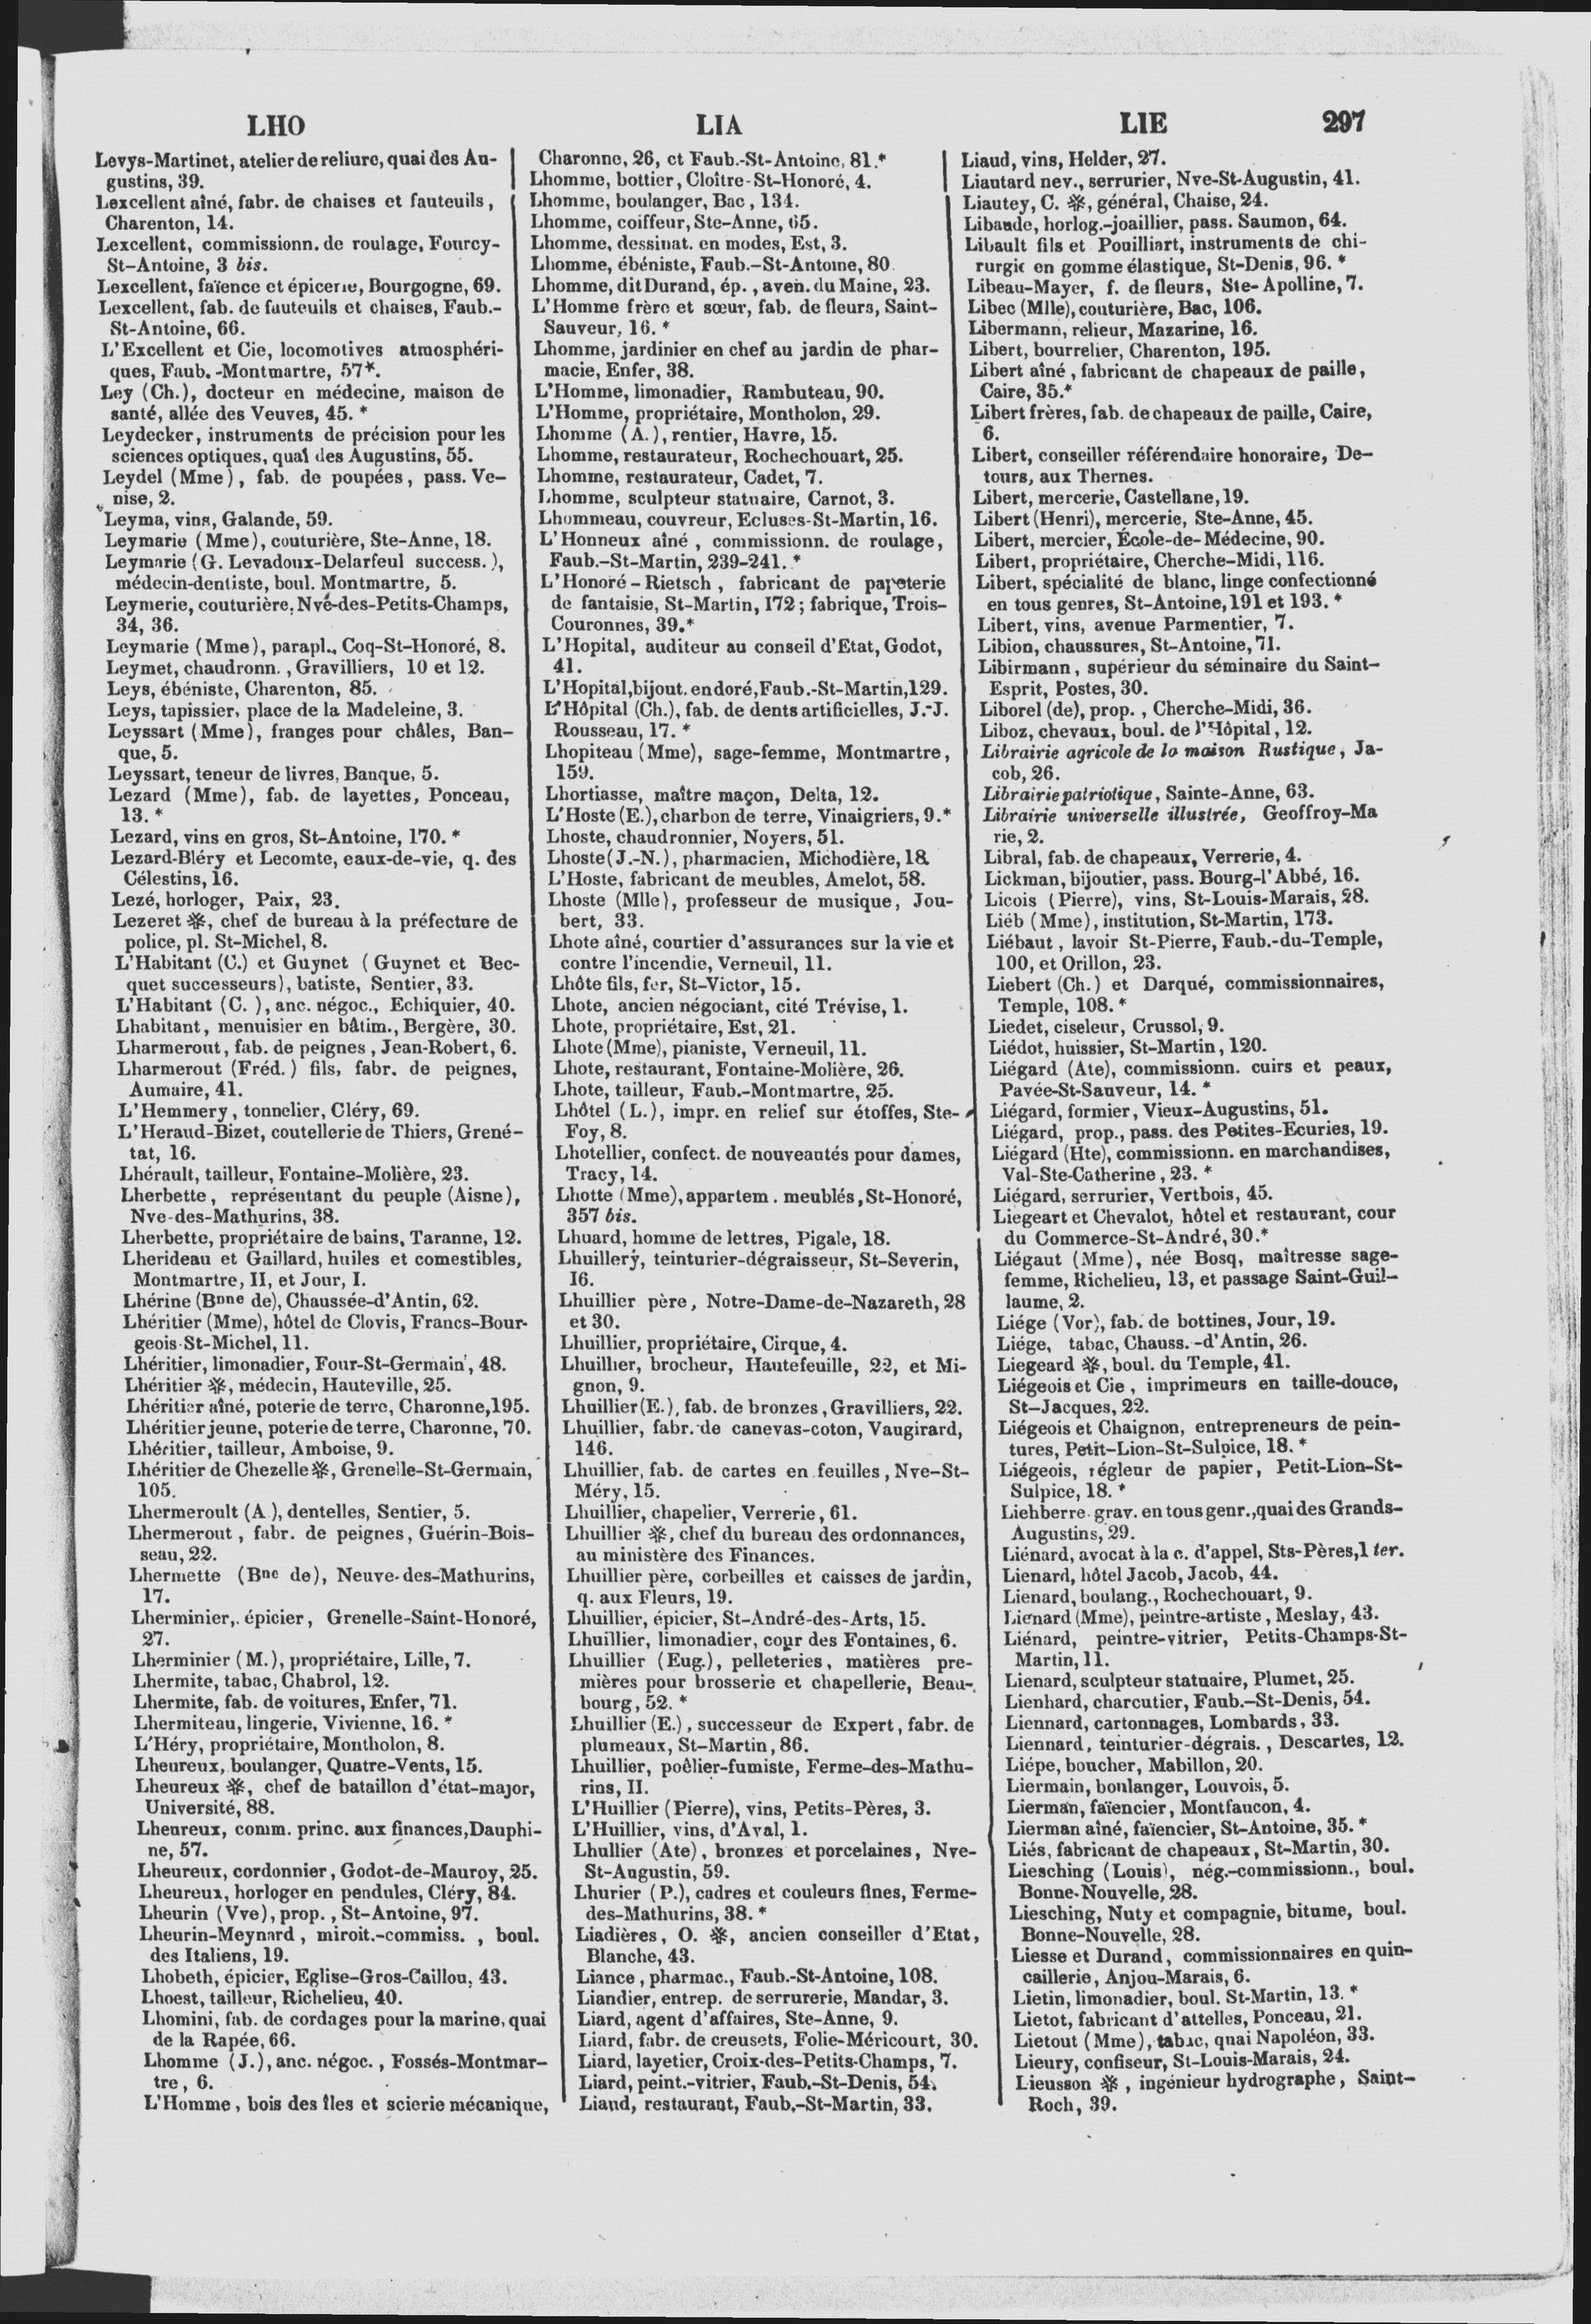 LHO
LIA
LIE
297
Levys-Martinet, atelier de reliure, quai des Au-
gustins, 39.
Lexcellent aîné, fabr. de chaises et fauteuils,
Charenton, 14.
Lexcellent, commissionn. de roulage, Fourcy-
St-Antoine, 3 bis.
Lexcellent, faïence et épicerie, Bourgogne, 69.
Lexcellent, fab. de fauteuils et chaises, Faub.-
St-Antoine, 66.
L'Excellent et Cie, locomotives atmosphéri-
ques, Faub.-Montmartre, 57*.
Ley (Ch.), docteur en médecine, maison de
santé, allée des Veuves, 45. *
Leydecker, instruments de précision pour les
sciences optiques, quai des Augustins, 55.
Leydel (Mme), fab. de poupées, pass. Ve-
nise, 2.
Leyma, vins, Galande, 59.
Leymarie (Mme), couturière, Ste-Anne, 18.
Leymarie (G. Levadoux-Delarfeul success.),
médecin-dentiste, boul. Montmartre, 5.
Leymerie, couturière, Nve-des-Petits-Champs,
34, 36.
Leymarie (Mme), parapl., Coq-St-Honoré, 8.
Leymet, chaudronn., Gravilliers, 10 et 12.
Leys, ébéniste, Charenton, 85.
Leys, tapissier, place de la Madeleine, 3.
Leyssart (Mme), franges pour châles, Ban-
que, 5.
Leyssart, teneur de livres, Banque, 5.
Lezard (Mme), fab. de layettes, Ponceau,
13. *
Lezard, vins en gros, St-Antoine, 170. *
Lezard-Bléry et Lecomte, eaux-de-vie, q. des
Célestins, 16.
Lezé, horloger, Paix, 23.
Lezeret ※, chef de bureau à la préfecture de
police, pl. St-Michel, 8.
L'Habitant (C.) et Guynet (Guynet et Bec-
quet successeurs), batiste, Sentier, 33.
L'Habitant (C.), anc. négoc., Echiquier, 40.
Lhabitant, menuisier en bâtim., Bergère, 30.
Lharmerout, fab. de peignes, Jean-Robert, 6.
Lharmerout (Fréd.) fils, fabr. de peignes,
Aumaire, 41.
L'Hemmery, tonnelier, Cléry, 69.
L'Heraud-Bizet, coutellerie de Thiers, Grené-
tat, 16.
Lhérault, tailleur, Fontaine-Molière, 23.
Lherbette, représentant du peuple (Aisne),
Nve-des-Mathurins, 38.
Lherbette, propriétaire de bains, Taranne, 12.
Lherideau et Gaillard, huiles et comestibles,
Montmartre, II, et Jour, I.
Lhérine (Bnne de), Chaussée-d'Antin, 62.
Lhéritier (Mme), hôtel de Clovis, Francs-Bour-
geois-St-Michel, 11.
Lhéritier, limonadier, Four-St-Germain, 48.
Lhéritier ※, médecin, Hauteville, 25.
Lhéritier aîné, poterie de terre, Charonne, 195.
Lhéritier jeune, poterie de terre, Charonne, 70.
Lhéritier, tailleur, Amboise, 9.
Lhéritier de Chezelle ※, Grenelle-St-Germain,
105.
Lhermeroult (A.), dentelles, Sentier, 5.
Lhermerout, fabr. de peignes, Guérin-Bois-
seau, 22.
Lhermette (Bne de), Neuve-des-Mathurins,
17.
Lherminier, épicier, Grenelle-Saint-Honoré,
27.
Lherminier (M.), propriétaire, Lille, 7.
Lhermite, tabac, Chabrol, 12.
Lhermite, fab. de voitures, Enfer, 71.
Lhermiteau, lingerie, Vivienne, 16. *
L'Héry, propriétaire, Montholon, 8.
Lheureux, boulanger, Quatre-Vents, 15.
Lheureux ※, chef de bataillon d'état-major,
Université, 88.
Lheureux, comm. princ. aux finances, Dauphi-
ne, 57.
Lheureux, cordonnier, Godot-de-Mauroy, 25.
Lheureux, horloger en pendules, Cléry, 84.
Lheurin (Vve), prop., St-Antoine, 97.
Lheurin-Meynard, miroit.-commiss., boul.
des Italiens, 19.
Lhobeth, épicier, Eglise-Gros-Caillou, 43.
Lhoest, tailleur, Richelieu, 40.
Lhomini, fab. de cordages pour la marine, quai
de la Rapée, 66.
Lhomme (J.), anc. négoc., Fossés-Montmar-
tre, 6.
L'Homme, bois des îles et scierie mécanique,
Charonne, 26, et Faub.-St-Antoine, 81.*
Lhomme, bottier, Cloître-St-Honoré, 4.
Lhomme, boulanger, Bac, 134.
Lhomme, coiffeur, Ste-Anne, 65.
Lhomme, dessinat. en modes, Est, 3.
Lhomme, ébéniste, Faub.-St-Antoine, 80.
Lhomme, dit Durand, ép., aven. du Maine, 23.
L'Homme frère et sœur, fab. de fleurs, Saint-
Sauveur, 16. *
Lhomme, jardinier en chef au jardin de phar-
macie, Enfer, 38.
L'Homme, limonadier, Rambuteau, 90.
L'Homme, propriétaire, Montholon, 29.
Lhomme (A.), rentier, Havre, 15.
Lhomme, restaurateur, Rochechouart, 25.
Lhomme, restaurateur, Cadet, 7.
Lhomme, sculpteur statuaire, Carnot, 3.
Lhommeau, couvreur, Ecluses-St-Martin, 16.
L'Honneux aîné, commissionn. de roulage,
Faub.-St-Martin, 239-241. *
L'Honoré-Rietsch, fabricant de papeterie
de fantaisie, St-Martin, 172; fabrique, Trois-
Couronnes, 39.*
L'Hopital, auditeur au conseil d'Etat, Godot,
41.
L'Hopital, bijout. en doré, Faub.-St-Martin, 129.
L'Hôpital (Ch.), fab. de dents artificielles, J.-J.
Rousseau, 17. *
Lhopiteau (Mme), sage-femme, Montmartre,
159.
Lhortiasse, maître maçon, Delta, 12.
L'Hoste (E.), charbon de terre, Vinaigriers, 9.*
Lhoste, chaudronnier, Noyers, 51.
Lhoste (J.-N.), pharmacien, Michodière, 18.
L'Hoste, fabricant de meubles, Amelot, 58.
Lhoste (Mlle), professeur de musique, Jou-
bert, 33.
Lhote aîné, courtier d'assurances sur la vie et
contre l'incendie, Verneuil, 11.
Lhôte fils, fer, St-Victor, 15.
Lhote, ancien négociant, cité Trévise, 1.
Lhote, propriétaire, Est, 21.
Lhote (Mme), pianiste, Verneuil, 11.
Lhote, restaurant, Fontaine-Molière, 26.
Lhote, tailleur, Faub.-Montmartre, 25.
Lhôtel (L.), impr. en relief sur étoffes, Ste-
Foy, 8.
Lhotellier, confect. de nouveautés pour dames,
Tracy, 14.
Lhotte (Mme), appartem. meublés, St-Honoré,
357 bis.
Lhuard, homme de lettres, Pigale, 18.
Lhuillery, teinturier-dégraisseur, St-Severin,
16.
Lhuillier père, Notre-Dame-de-Nazareth, 28
et 30.
Lhuillier, propriétaire, Cirque, 4.
Lhuillier, brocheur, Hautefeuille, 22, et Mi-
gnon, 9.
Lhuillier (E.), fab. de bronzes, Gravilliers, 22.
Lhuillier, fabr. de canevas-coton, Vaugirard,
146.
Lhuillier, fab. de cartes en feuilles, Nve-St-
Méry, 15.
Lhuillier, chapelier, Verrerie, 61.
Lhuillier ※, chef du bureau des ordonnances,
au ministère des Finances.
Lhuillier père, corbeilles et caisses de jardin,
q. aux Fleurs, 19.
Lhuillier, épicier, St-André-des-Arts, 15.
Lhuillier, limonadier, cour des Fontaines, 6.
Lhuillier (Eug.), pelleteries, matières pre-
mières pour brosserie et chapellerie, Beau-
bourg, 52. *
Lhuillier (E.), successeur de Expert, fabr. de
plumeaux, St-Martin, 86.
Lhuillier, poêlier-fumiste, Ferme-des-Mathu-
rins, II.
L'Huillier (Pierre), vins, Petits-Pères, 3.
L'Huillier, vins, d'Aval, 1.
Lhullier (Ate), bronzes et porcelaines, Nve-
St-Augustin, 59.
Lhurier (P.), cadres et couleurs fines, Ferme-
des-Mathurins, 38. *
Liadières, O. ※, ancien conseiller d'Etat,
Blanche, 43.
Liance, pharmac., Faub.-St-Antoine, 108.
Liandier, entrep. de serrurerie, Mandar, 3.
Liard, agent d'affaires, Ste-Anne, 9.
Liard, fabr. de creusets, Folie-Méricourt, 30.
Liard, layetier, Croix-des-Petits-Champs, 7.
Liard, peint.-vitrier, Faub.-St-Denis, 54.
Liaud, restaurant, Faub.-St-Martin, 33.
Liaud, vins, Helder, 27.
Liautard nev., serrurier, Nve-St-Augustin, 41.
Liautey, C. ※, général, Chaise, 24.
Libaude, horlog.-joaillier, pass. Saumon, 64.
Libault fils et Pouilliart, instruments de chi-
rurgie en gomme élastique, St-Denis, 96. *
Libeau-Mayer, f. de fleurs, Ste-Apolline, 7.
Libec (Mlle), couturière, Bac, 106.
Libermann, relieur, Mazarine, 16.
Libert, bourrelier, Charenton, 195.
Libert aîné, fabricant de chapeaux de paille,
Caire, 35.*
Libert frères, fab. de chapeaux de paille, Caire,
6.
Libert, conseiller référendaire honoraire, De-
tours, aux Thernes.
Libert, mercerie, Castellane, 19.
Libert (Henri), mercerie, Ste-Anne, 45.
Libert, mercier, École-de-Médecine, 90.
Libert, propriétaire, Cherche-Midi, 116.
Libert, spécialité de blanc, linge confectionné
en tous genres, St-Antoine, 191 et 193. *
Libert, vins, avenue Parmentier, 7.
Libion, chaussures, St-Antoine, 71.
Libirmann, supérieur du séminaire du Saint-
Esprit, Postes, 30.
Liborel (de), prop., Cherche-Midi, 36.
Liboz, chevaux, boul. de l'Hôpital, 12.
Librairie agricole de la maison Rustique, Ja-
cob, 26.
Librairie patriotique, Sainte-Anne, 63.
Librairie universelle illustrée, Geoffroy-Ma
rie, 2.
Libral, fab. de chapeaux, Verrerie, 4.
Lickman, bijoutier, pass. Bourg-l'Abbé, 16.
Licois (Pierre), vins, St-Louis-Marais, 28.
Liéb (Mme), institution, St-Martin, 173.
Liébaut, lavoir St-Pierre, Faub.-du-Temple,
100, et Orillon, 23.
Liebert (Ch.) et Darqué, commissionnaires,
Temple, 108.*
Liedet, ciseleur, Crussol, 9.
Liédot, huissier, St-Martin, 120.
Liégard (Ate), commissionn. cuirs et peaux,
Pavée-St-Sauveur, 14. *
Liégard, formier, Vieux-Augustins, 51.
Liégard, prop., pass. des Petites-Ecuries, 19.
Liégard (Hte), commissionn. en marchandises,
Val-Ste-Catherine, 23. *
Liégard, serrurier, Vertbois, 45.
Liegeart et Chevalot, hôtel et restaurant, cour
du Commerce-St-André, 30.*
Liégaut (Mme), née Bosq, maîtresse sage-
femme, Richelieu, 13, et passage Saint-Guil-
laume, 2.
Liége (Vor), fab. de bottines, Jour, 19.
Liége, tabac, Chauss.-d'Antin, 26.
Liegeard ※, boul. du Temple, 41.
Liégeois et Cie, imprimeurs en taille-douce,
St-Jacques, 22.
Liégeois et Chaignon, entrepreneurs de pein-
tures, Petit-Lion-St-Sulpice, 18. *
Liégeois, régleur de papier, Petit-Lion-St-
Sulpice, 18. *
Liehberre grav. en tous genr., quai des Grands-
Augustins, 29.
Liénard, avocat à la c. d'appel, Sts-Pères, 1 ter.
Lienard, hôtel Jacob, Jacob, 44.
Lienard, boulang., Rochechouart, 9.
Lienard (Mme), peintre-artiste, Meslay, 43.
Liénard, peintre-vitrier, Petits-Champs-St-
Martin, 11.
Lienard, sculpteur statuaire, Plumet, 25.
Lienhard, charcutier, Faub.-St-Denis, 54.
Liennard, cartonnages, Lombards, 33.
Liennard, teinturier-dégrais., Descartes, 12.
Liépe, boucher, Mabillon, 20.
Liermain, boulanger, Louvois, 5.
Lierman, faïencier, Montfaucon, 4.
Lierman aîné, faïencier, St-Antoine, 35. *
Liés, fabricant de chapeaux, St-Martin, 30.
Liesching (Louis), nég.-commissionn., boul.
Bonne-Nouvelle, 28.
Liesching, Nuty et compagnie, bitume, boul.
Bonne-Nouvelle, 28.
Liesse et Durand, commissionnaires en quin-
caillerie, Anjou-Marais, 6.
Lietin, limonadier, boul. St-Martin, 13. *
Lietot, fabricant d'attelles, Ponceau, 21.
Lietout (Mme), tabac, quai Napoléon, 33.
Lieury, confiseur, St-Louis-Marais, 24.
Lieusson ※, ingénieur hydrographe, Saint-
Roch, 39.